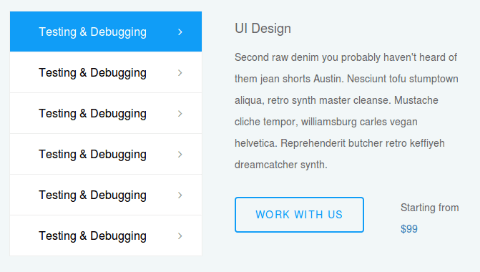 Testing & Debugging
Testing & Debugging
Testing & Debugging
Testing & Debugging
Testing & Debugging
Testing & Debugging
UI Design
Second raw denim you probably haven't heard of
them jean shorts Austin. Nesciunt tofu stumptown
aliqua, retro synth master cleanse. Mustache
cliche tempor, williamsburg carles vegan
helvetica. Reprehenderit butcher retro keffiyeh
dreamcatcher synth.
WORK WITH US
Starting from
$99